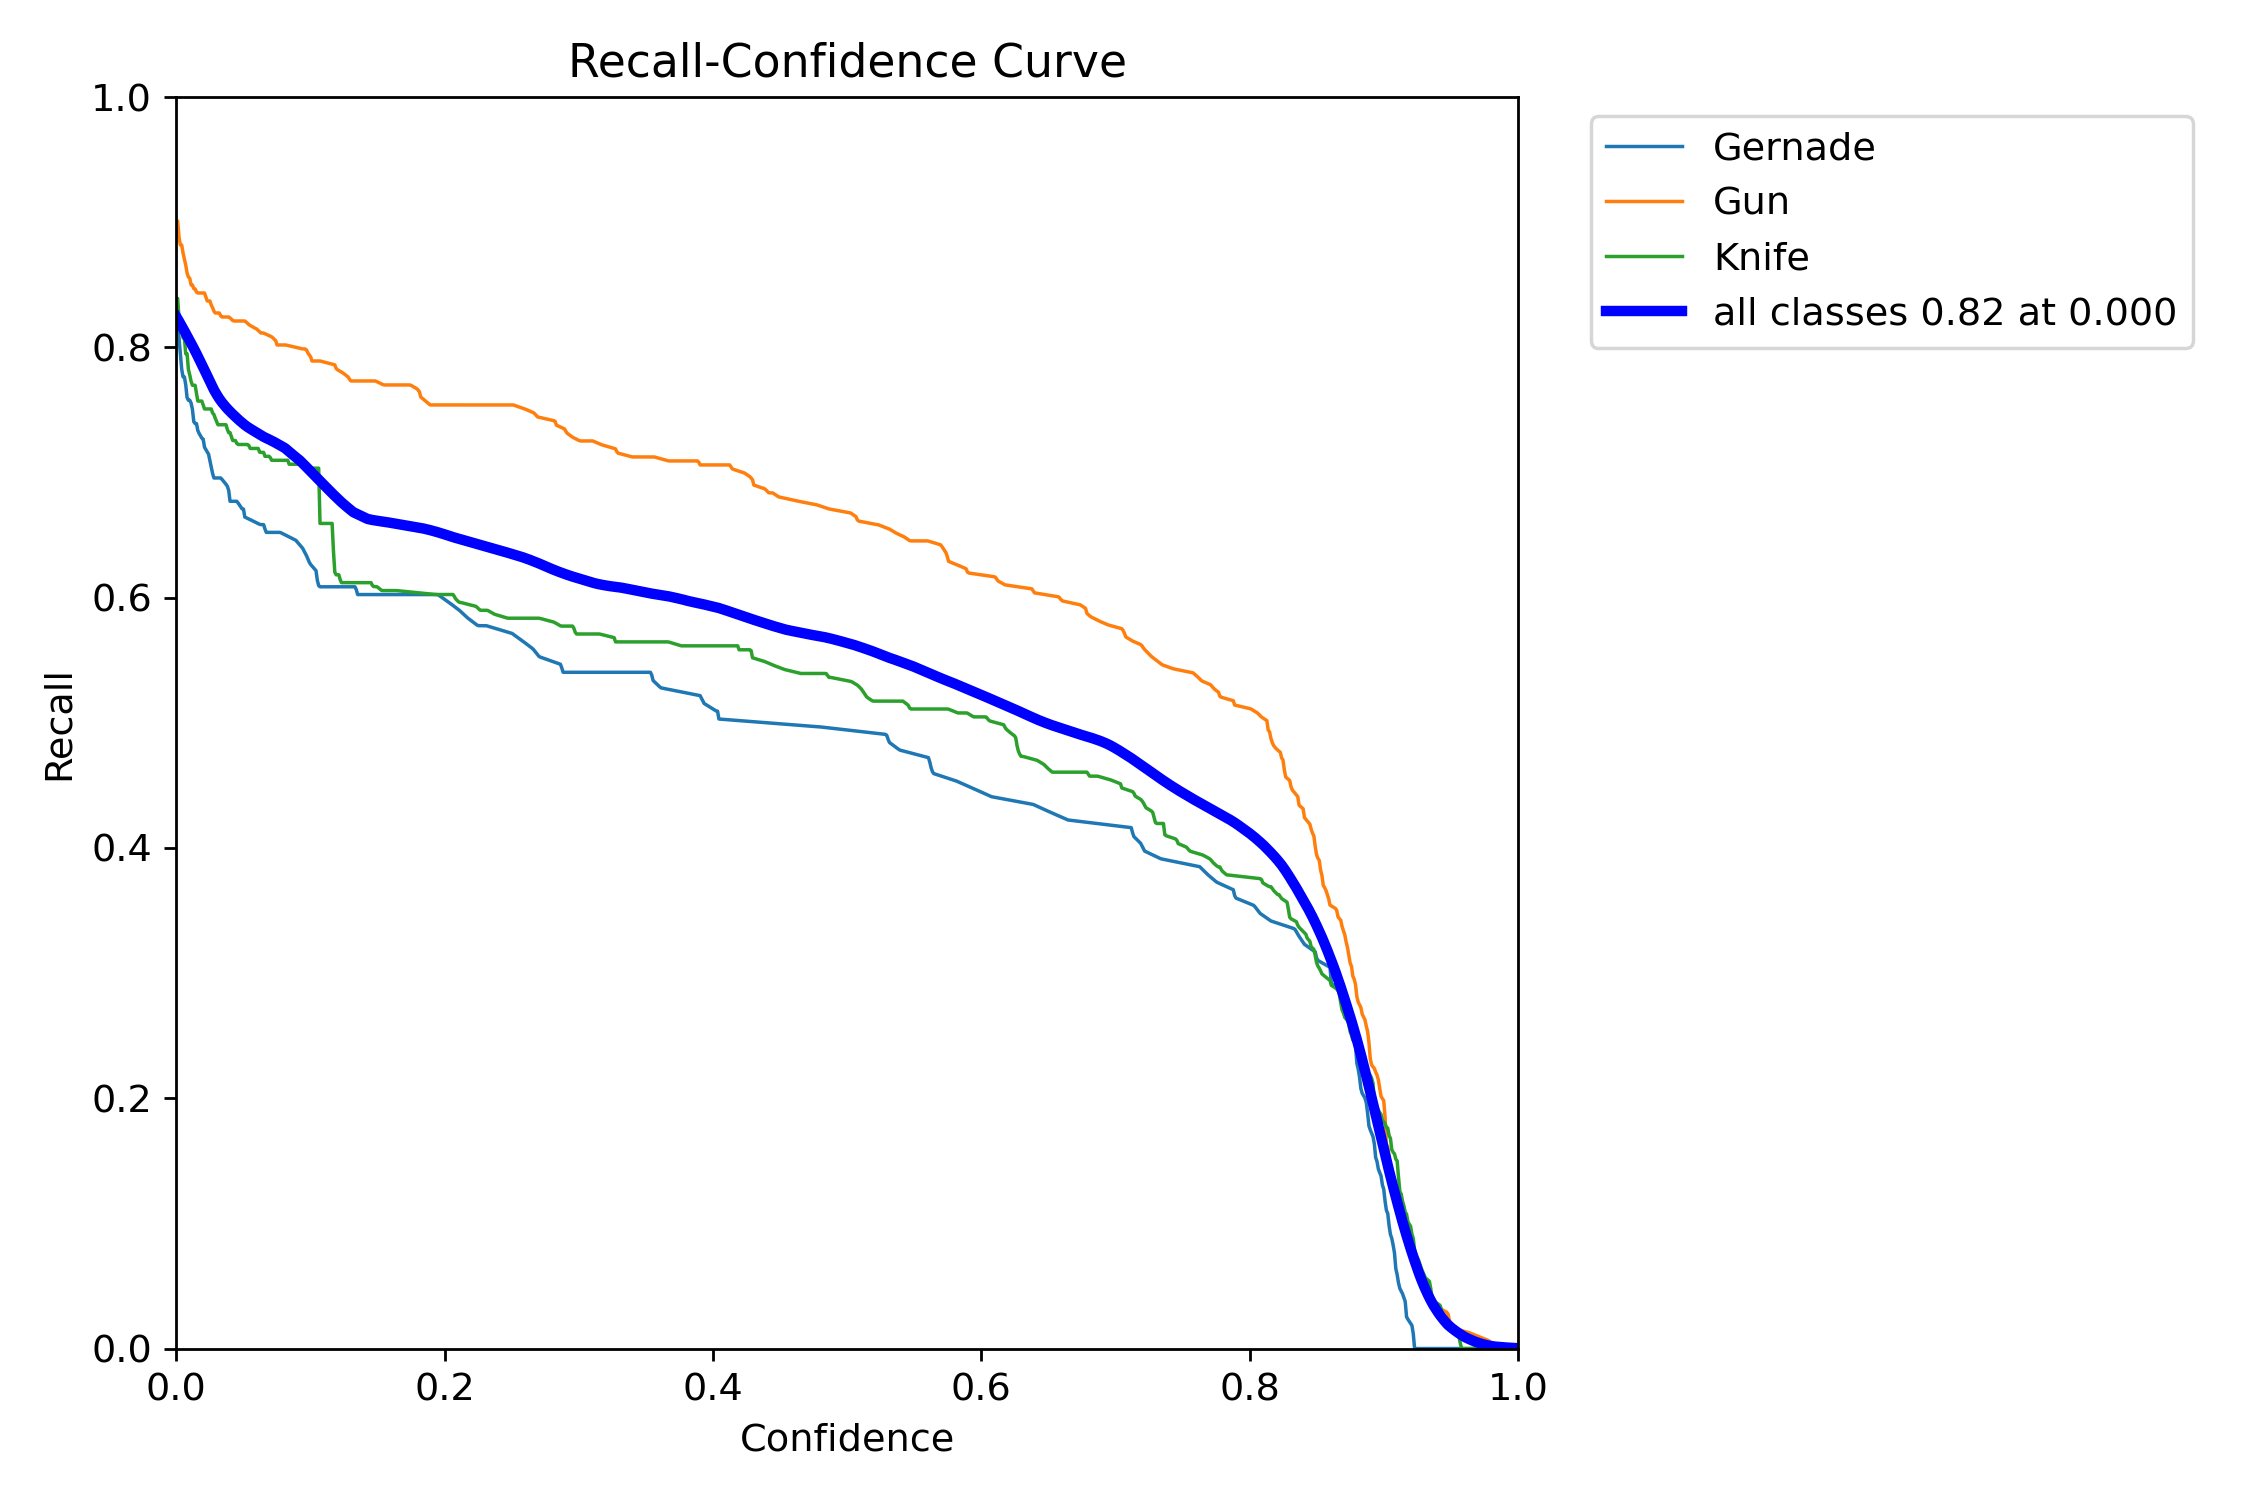 Recall-Confidence Curve
1.0
0.8
0.6
0.4
0.2
0.0
Recall
0.0 0.2 0.4 0.6 0.8 1.0
Confidence
Gernade
Gun
Knife
all classes 0.82 at 0.000